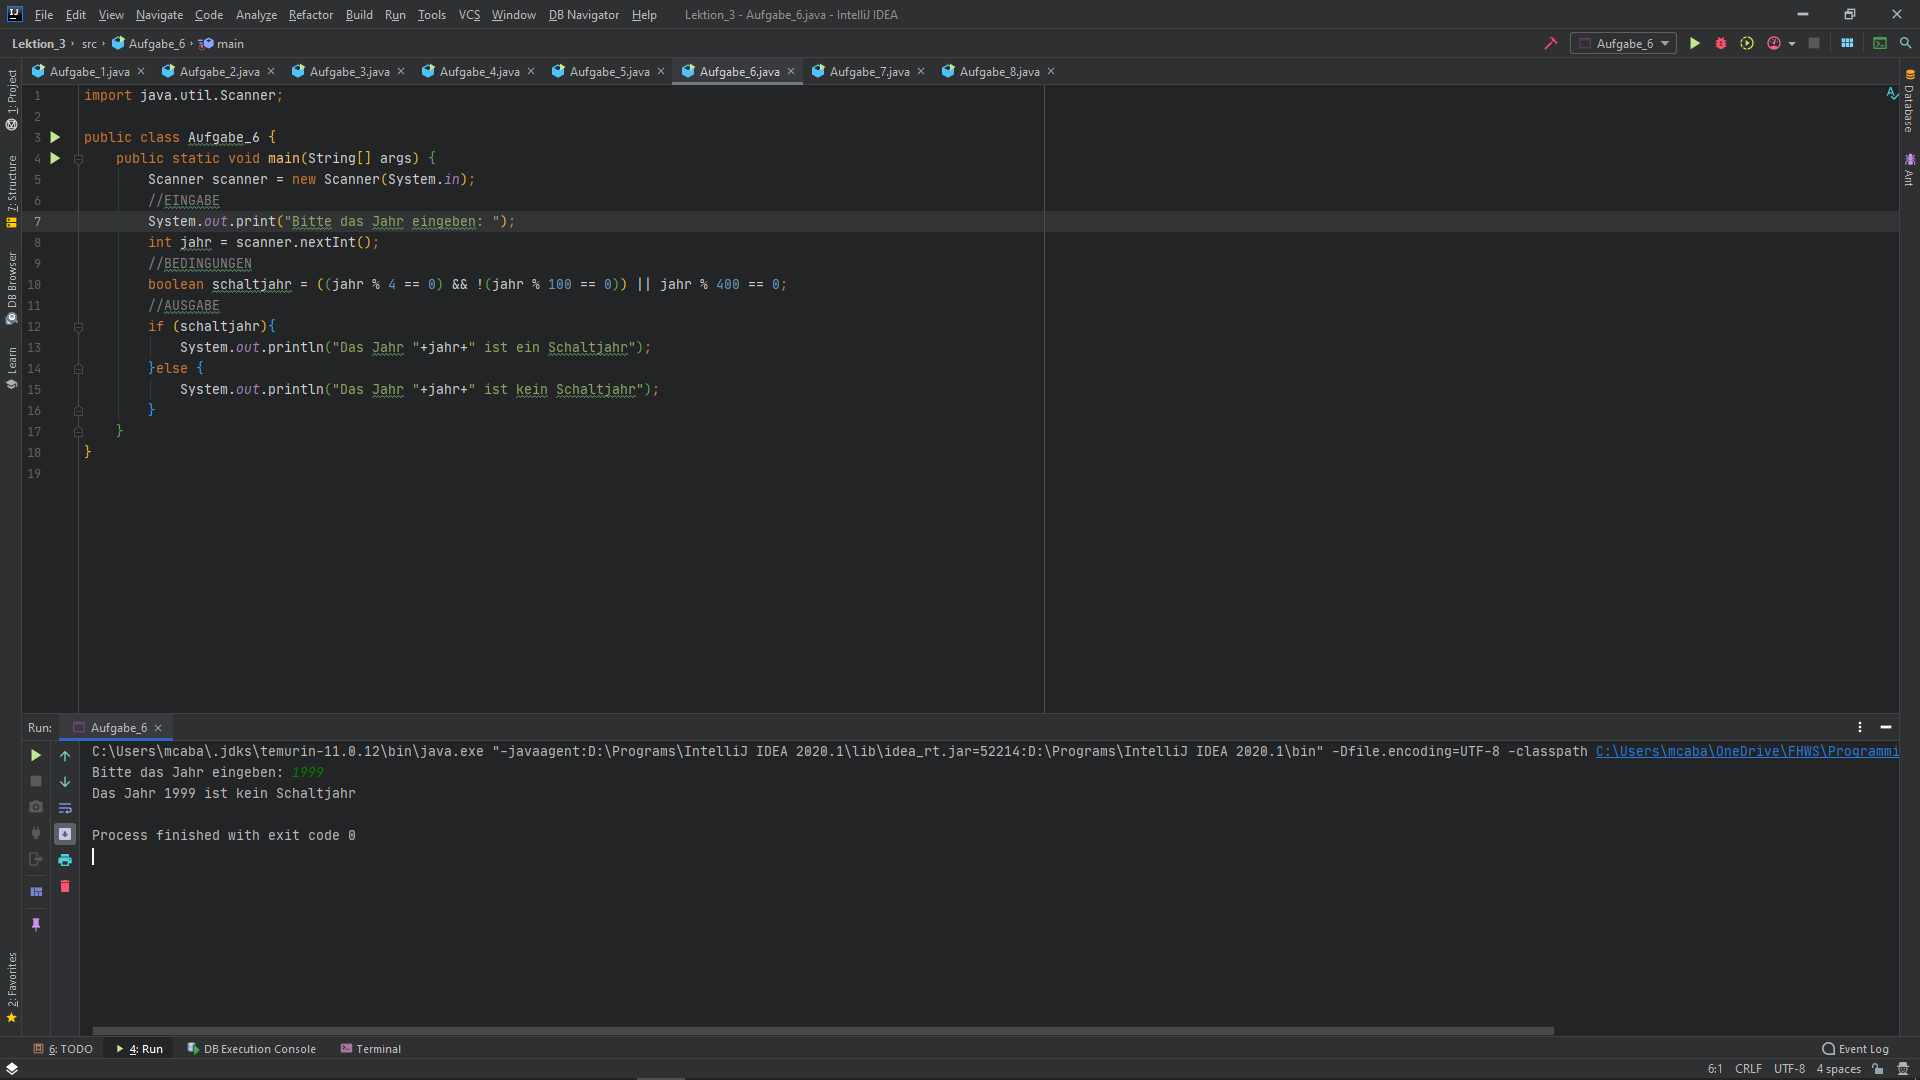 File Edit View Navigate Code Analyze Refactor Build Run Tools VCS Window DB Navigator Help Lektion_3 - Aufgabe_6.java - IntelliJ IDEA
Lektion_3 src Aufgabe_6 main Aufgabe_6
Aufgabe_1.java Aufgabe_2.java Aufgabe_3.java Aufgabe_4.java Aufgabe_5.java Aufgabe_6.java Aufgabe_7.java Aufgabe_8.java
1: Project
7: Structure
DB Browser
Learn
2: Favorites
Database
Ant
1 import java.util.Scanner;
2
3 public class Aufgabe_6 {
4 public static void main(String[] args) {
5 Scanner scanner = new Scanner(System.in);
6 //EINGABE
7 System.out.print("Bitte das Jahr eingeben: ");
8 int jahr = scanner.nextInt();
9 //BEDINGUNGEN
10 boolean schaltjahr = ((jahr % 4 == 0) && !(jahr % 100 == 0)) || jahr % 400 == 0;
11 //AUSGABE
12 if (schaltjahr){
13 System.out.println("Das Jahr "+jahr+" ist ein Schaltjahr");
14 }else {
15 System.out.println("Das Jahr "+jahr+" ist kein Schaltjahr");
16 }
17 }
18 }
19
Run: Aufgabe_6
C:\Users\mcaba\.jdks\temurin-11.0.12\bin\java.exe "-javaagent:D:\Programs\IntelliJ IDEA 2020.1\lib\idea_rt.jar=52214:D:\Programs\IntelliJ IDEA 2020.1\bin" -Dfile.encoding=UTF-8 -classpath C:\Users\mcaba\OneDrive\FHWS\Programmi
Bitte das Jahr eingeben: 1999
Das Jahr 1999 ist kein Schaltjahr
Process finished with exit code 0
6: TODO 4: Run DB Execution Console Terminal Event Log
6:1 CRLF UTF-8 4 spaces